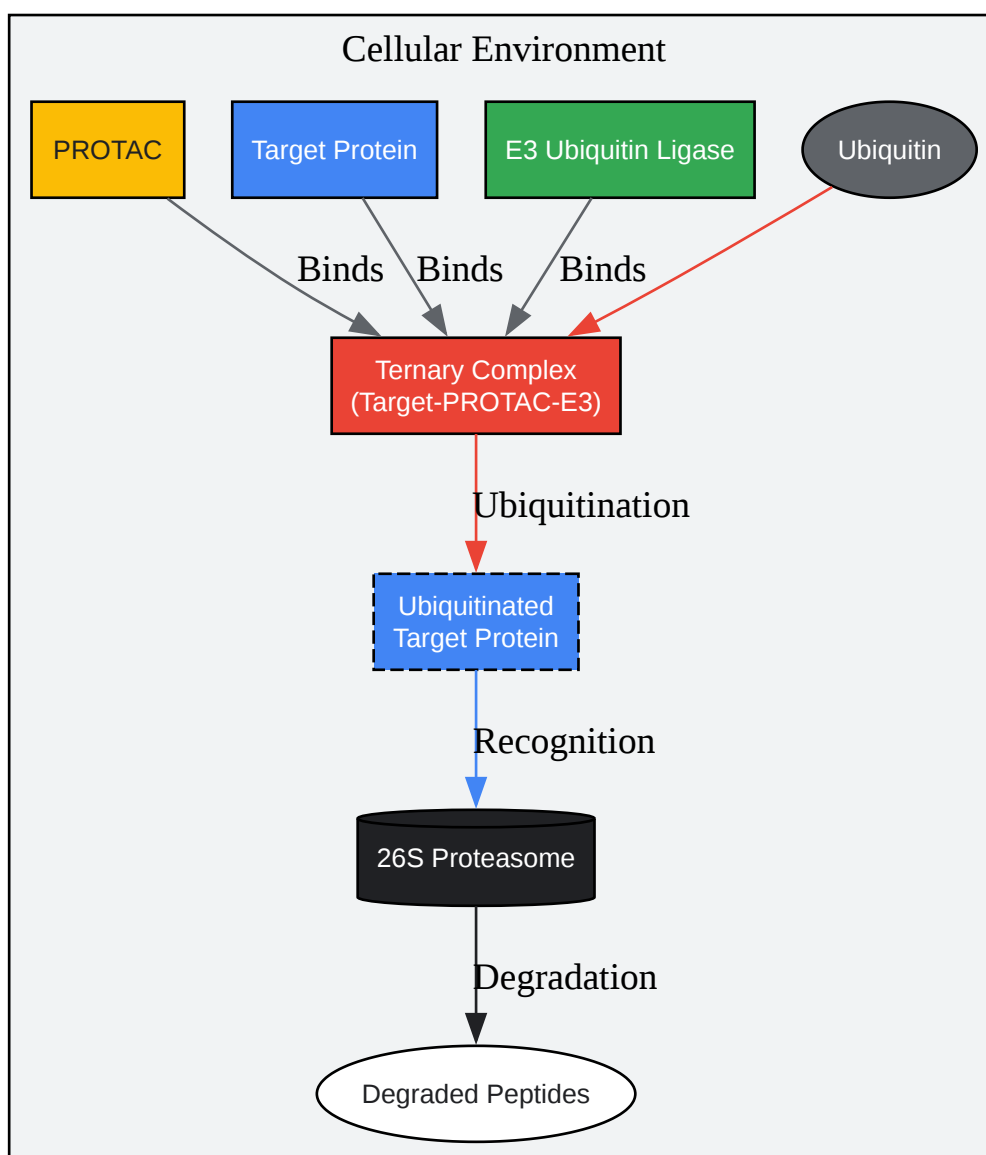 Cellular Environment
PROTAC
Target Protein
E3 Ubiquitin Ligase
Ubiquitin
Binds
Binds
Binds
Ternary Complex
(Target-PROTAC-E3)
Ubiquitination
Ubiquitinated
Target Protein
Recognition
26S Proteasome
Degradation
Degraded Peptides